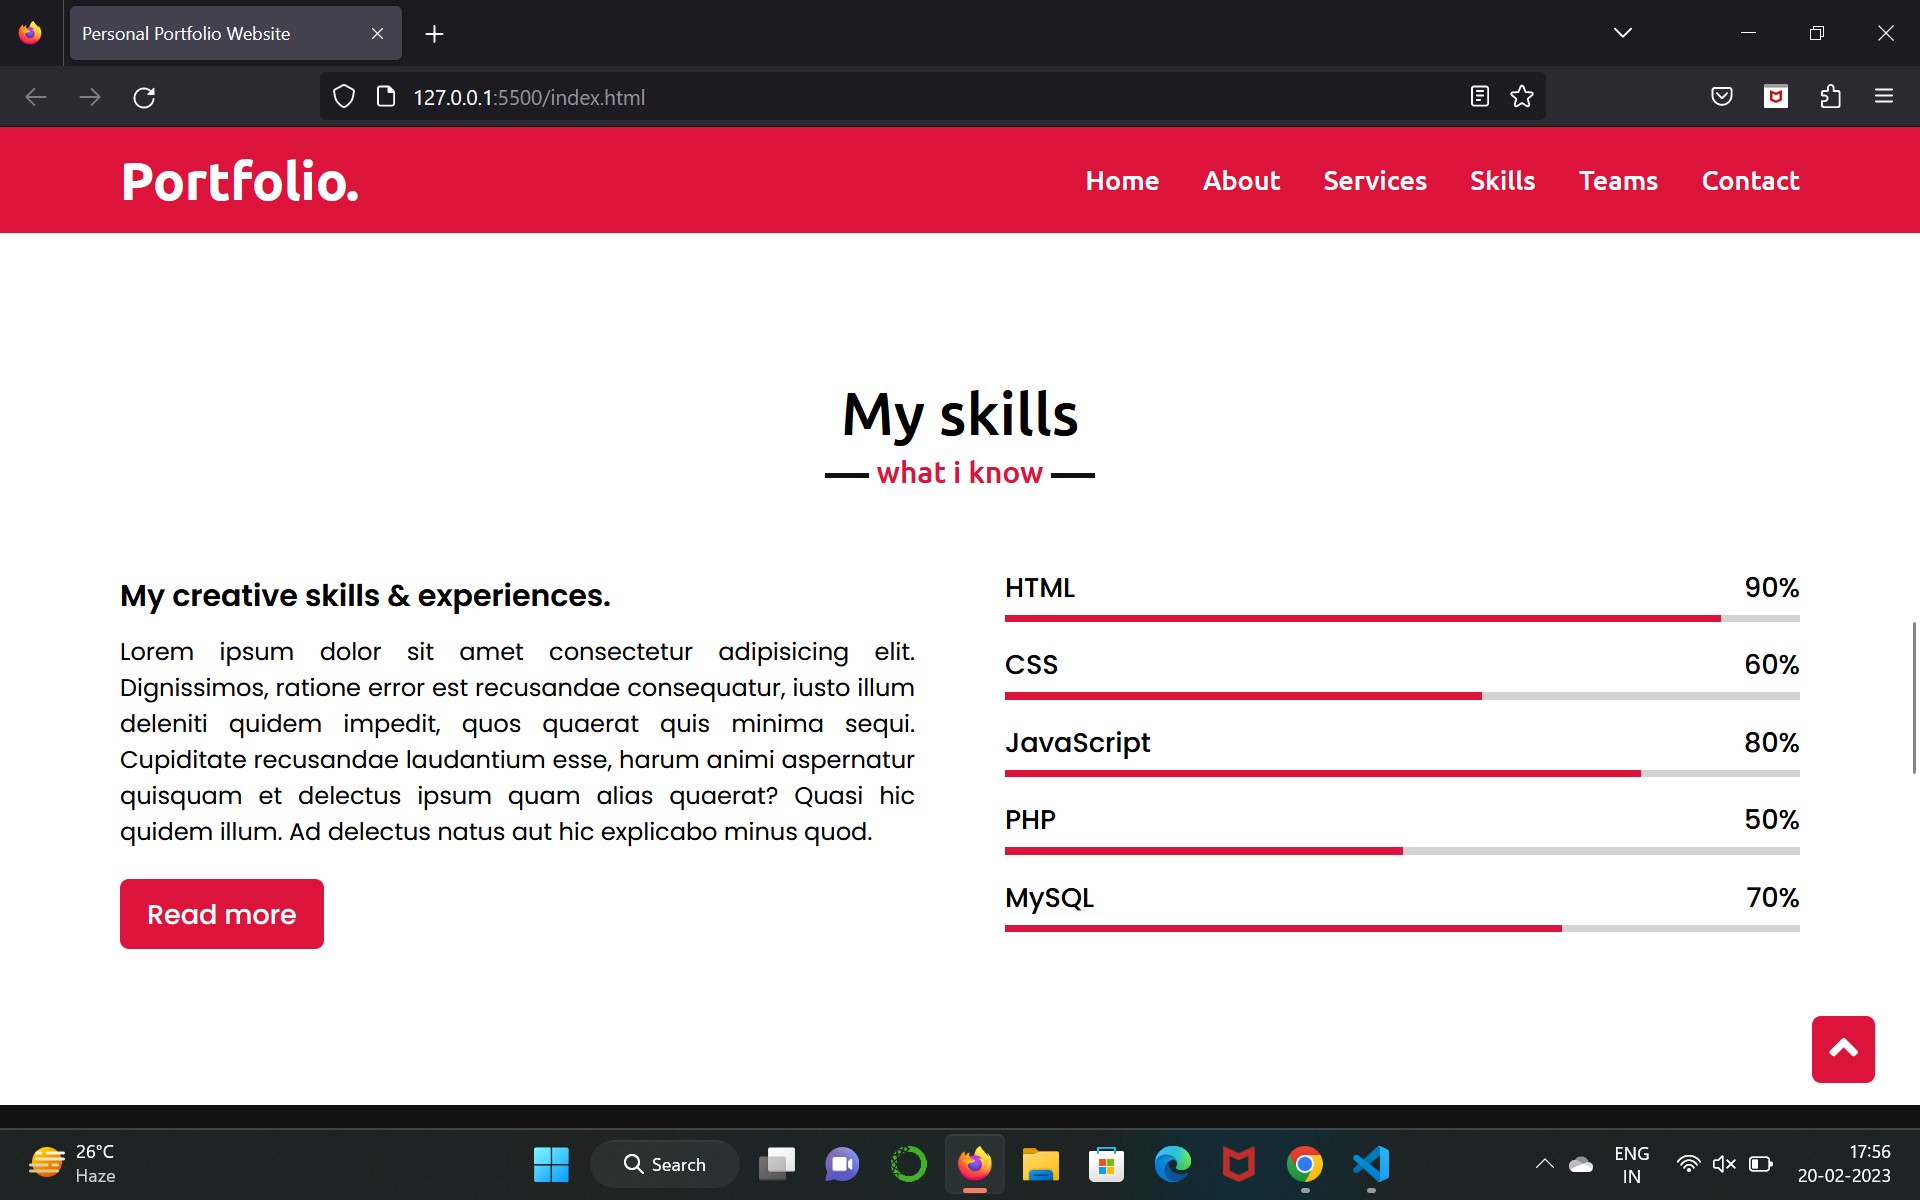 Personal Portfolio Website
127.0.0.1:5500/index.html
Portfolio.
Home About Services Skills Teams Contact
My skills
what i know
My creative skills & experiences.
Lorem ipsum dolor sit amet consectetur adipisicing elit.
Dignissimos, ratione error est recusandae consequatur, iusto illum
deleniti quidem impedit, quos quaerat quis minima sequi.
Cupiditate recusandae laudantium esse, harum animi aspernatur
quisquam et delectus ipsum quam alias quaerat? Quasi hic
quidem illum. Ad delectus natus aut hic explicabo minus quod.
Read more
HTML 90%
CSS 60%
JavaScript 80%
PHP 50%
MySQL 70%
26°C
Haze
Search
ENG
IN
17:56
20-02-2023